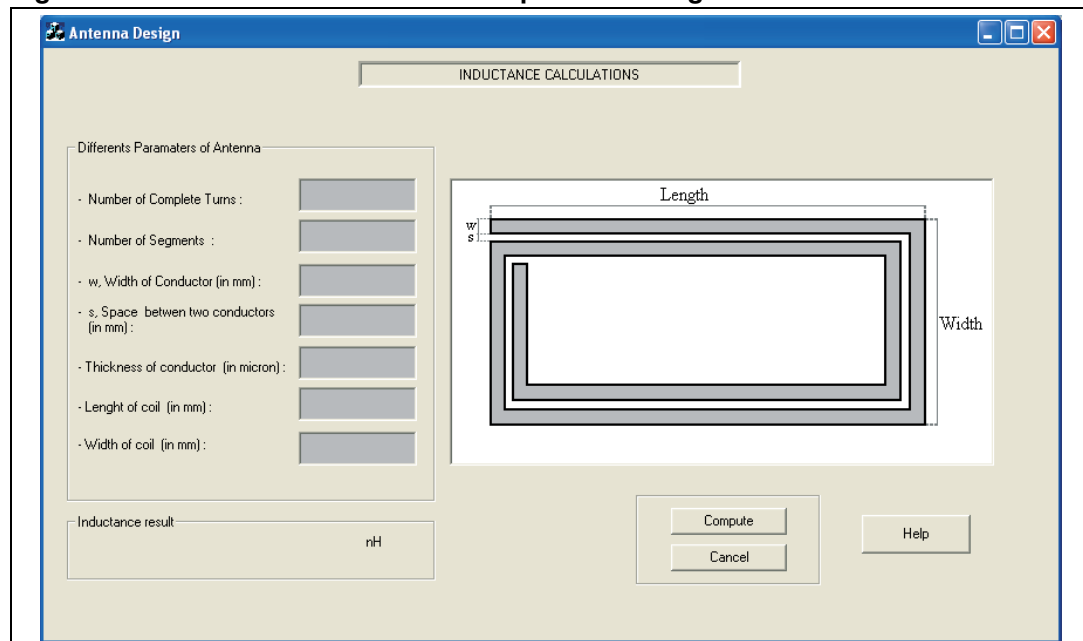 Antenna Design
INDUCTANCE CALCULATIONS
Differents Paramaters of Antenna
- Number of Complete Turns :
- Number of Segments :
- w, Width of Conductor (in mm) :
- s, Space betwen two conductors
(in mm) :
- Thickness of conductor (in micron) :
- Lenght of coil (in mm) :
- Width of coil (in mm) :
Length
w
s
Width
Inductance result
nH
Compute
Cancel
Help